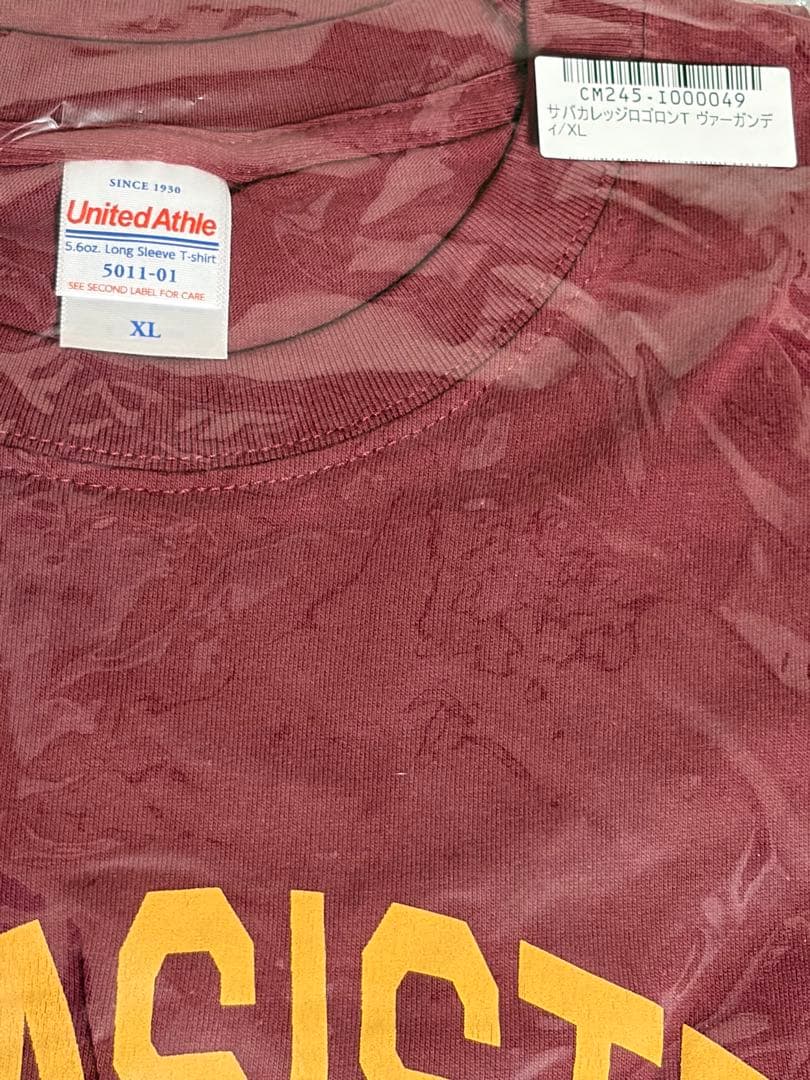 CM245-I000049
サバカレッジロゴロンT ヴァーガンデ
ィ/XL
SINCE 1930
United Athle
5.6oz. Long Sleeve T-shirt
5011-01
SEE SECOND LABEL FOR CARE
XL
ASIST